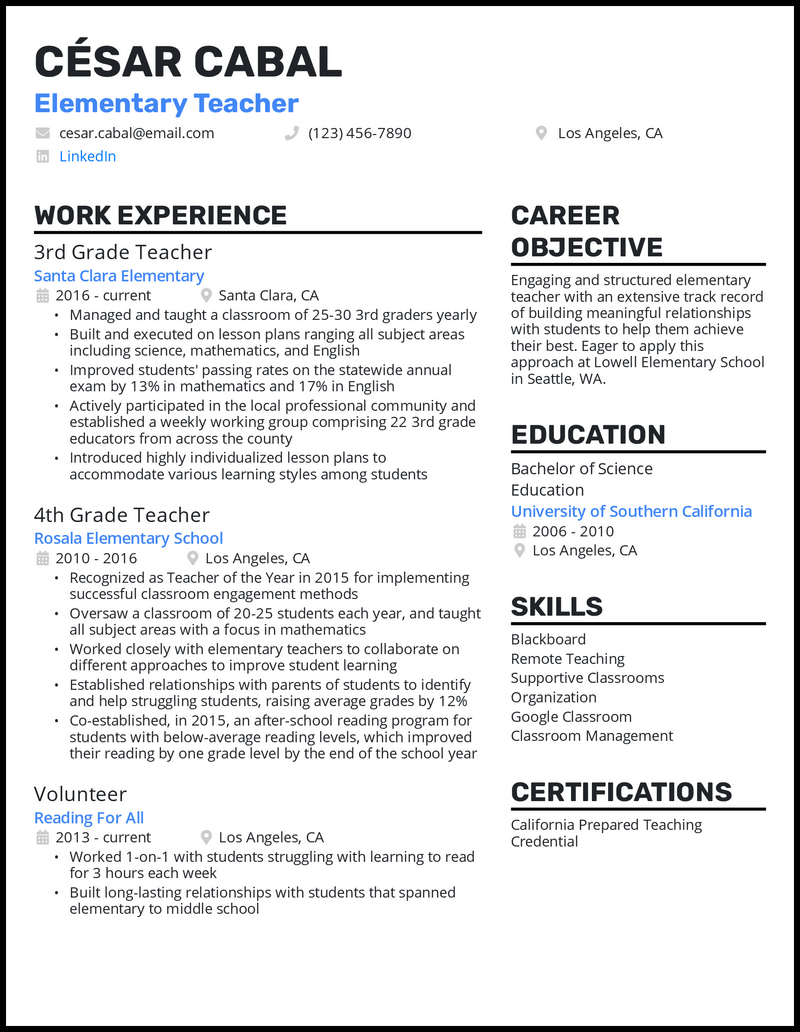 CÉSAR CABAL
Elementary Teacher
cesar.cabal@email.com (123) 456-7890 Los Angeles, CA
LinkedIn
WORK EXPERIENCE
3rd Grade Teacher
Santa Clara Elementary
2016 - current Santa Clara, CA
• Managed and taught a classroom of 25-30 3rd graders yearly
• Built and executed on lesson plans ranging all subject areas
including science, mathematics, and English
• Improved students' passing rates on the statewide annual
exam by 13% in mathematics and 17% in English
• Actively participated in the local professional community and
established a weekly working group comprising 22 3rd grade
educators from across the county
• Introduced highly individualized lesson plans to
accommodate various learning styles among students
4th Grade Teacher
Rosala Elementary School
2010 - 2016 Los Angeles, CA
• Recognized as Teacher of the Year in 2015 for implementing
successful classroom engagement methods
• Oversaw a classroom of 20-25 students each year, and taught
all subject areas with a focus in mathematics
• Worked closely with elementary teachers to collaborate on
different approaches to improve student learning
• Established relationships with parents of students to identify
and help struggling students, raising average grades by 12%
• Co-established, in 2015, an after-school reading program for
students with below-average reading levels, which improved
their reading by one grade level by the end of the school year
Volunteer
Reading For All
2013 - current Los Angeles, CA
• Worked 1-on-1 with students struggling with learning to read
for 3 hours each week
• Built long-lasting relationships with students that spanned
elementary to middle school
CAREER
OBJECTIVE
Engaging and structured elementary
teacher with an extensive track record
of building meaningful relationships
with students to help them achieve
their best. Eager to apply this
approach at Lowell Elementary School
in Seattle, WA.
EDUCATION
Bachelor of Science
Education
University of Southern California
2006 - 2010
Los Angeles, CA
SKILLS
Blackboard
Remote Teaching
Supportive Classrooms
Organization
Google Classroom
Classroom Management
CERTIFICATIONS
California Prepared Teaching
Credential